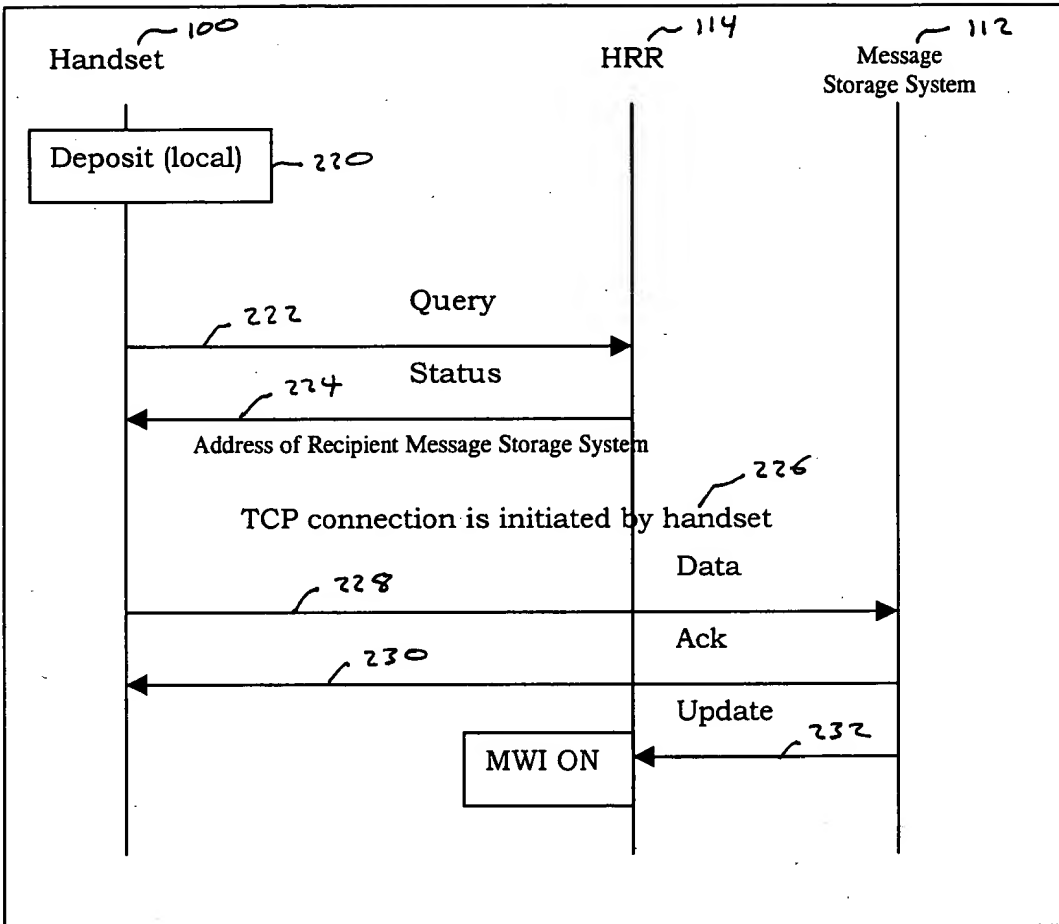 100
114
112
Handset
HRR
Message
Storage System
Deposit (local)
220
Query
222
Status
224
Address of Recipient Message Storage System
226
TCP connection is initiated by handset
Data
228
Ack
230
Update
232
MWI ON